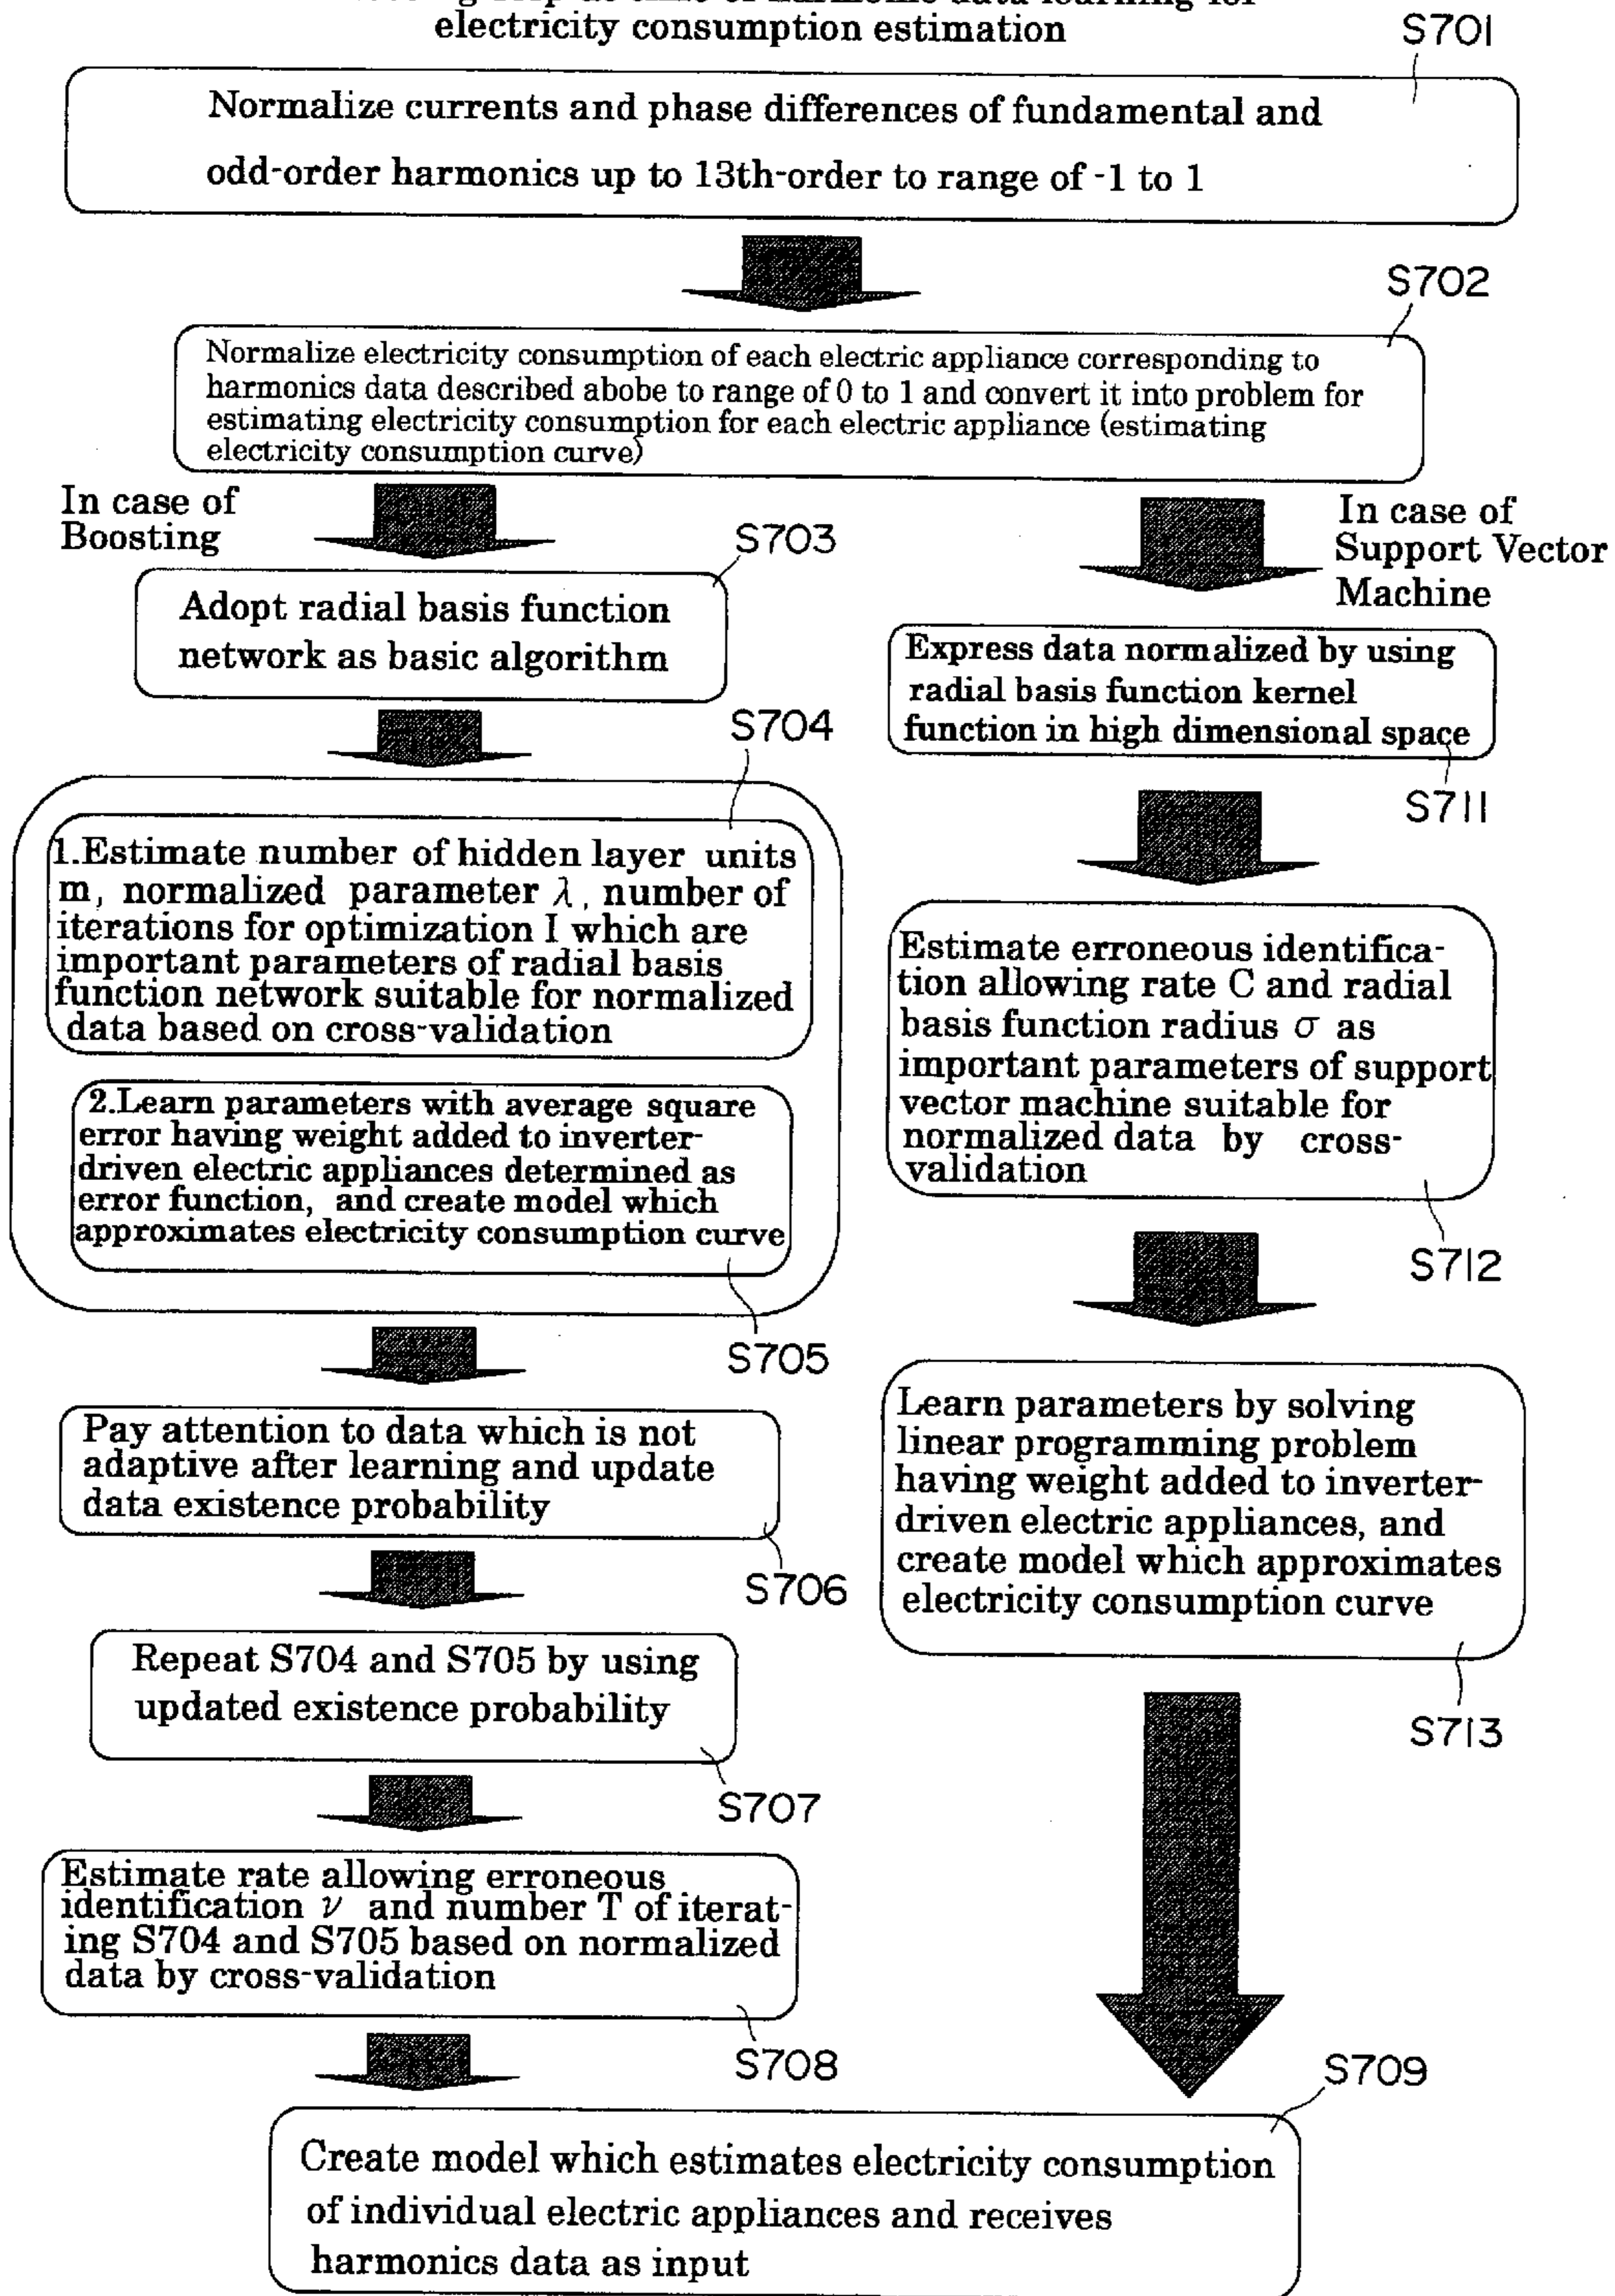 electricity consumption estimation
S701
Normalize currents and phase differences of fundamental and
odd-order harmonics up to 13th-order to range of -1 to 1
S702
Normalize electricity consumption of each electric appliance corresponding to
harmonics data described abobe to range of 0 to 1 and convert it into problem for
estimating electricity consumption for each electric appliance (estimating
electricity consumption curve)
In case of
Boosting
S703
Adopt radial basis function
network as basic algorithm
S704
1.Estimate number of hidden layer units
m, normalized parameter λ, number of
iterations for optimization I which are
important parameters of radial basis
function network suitable for normalized
data based on cross-validation
2.Learn parameters with average square
error having weight added to inverter-
driven electric appliances determined as
error function, and create model which
approximates electricity consumption curve
S705
Pay attention to data which is not
adaptive after learning and update
data existence probability
S706
Repeat S704 and S705 by using
updated existence probability
S707
Estimate rate allowing erroneous
identification ν and number T of iterat-
ing S704 and S705 based on normalized
data by cross-validation
S708
In case of
Support Vector
Machine
Express data normalized by using
radial basis function kernel
function in high dimensional space
S711
Estimate erroneous identifica-
tion allowing rate C and radial
basis function radius σ as
important parameters of support
vector machine suitable for
normalized data by cross-
validation
S712
Learn parameters by solving
linear programming problem
having weight added to inverter-
driven electric appliances, and
create model which approximates
electricity consumption curve
S713
S709
Create model which estimates electricity consumption
of individual electric appliances and receives
harmonics data as input